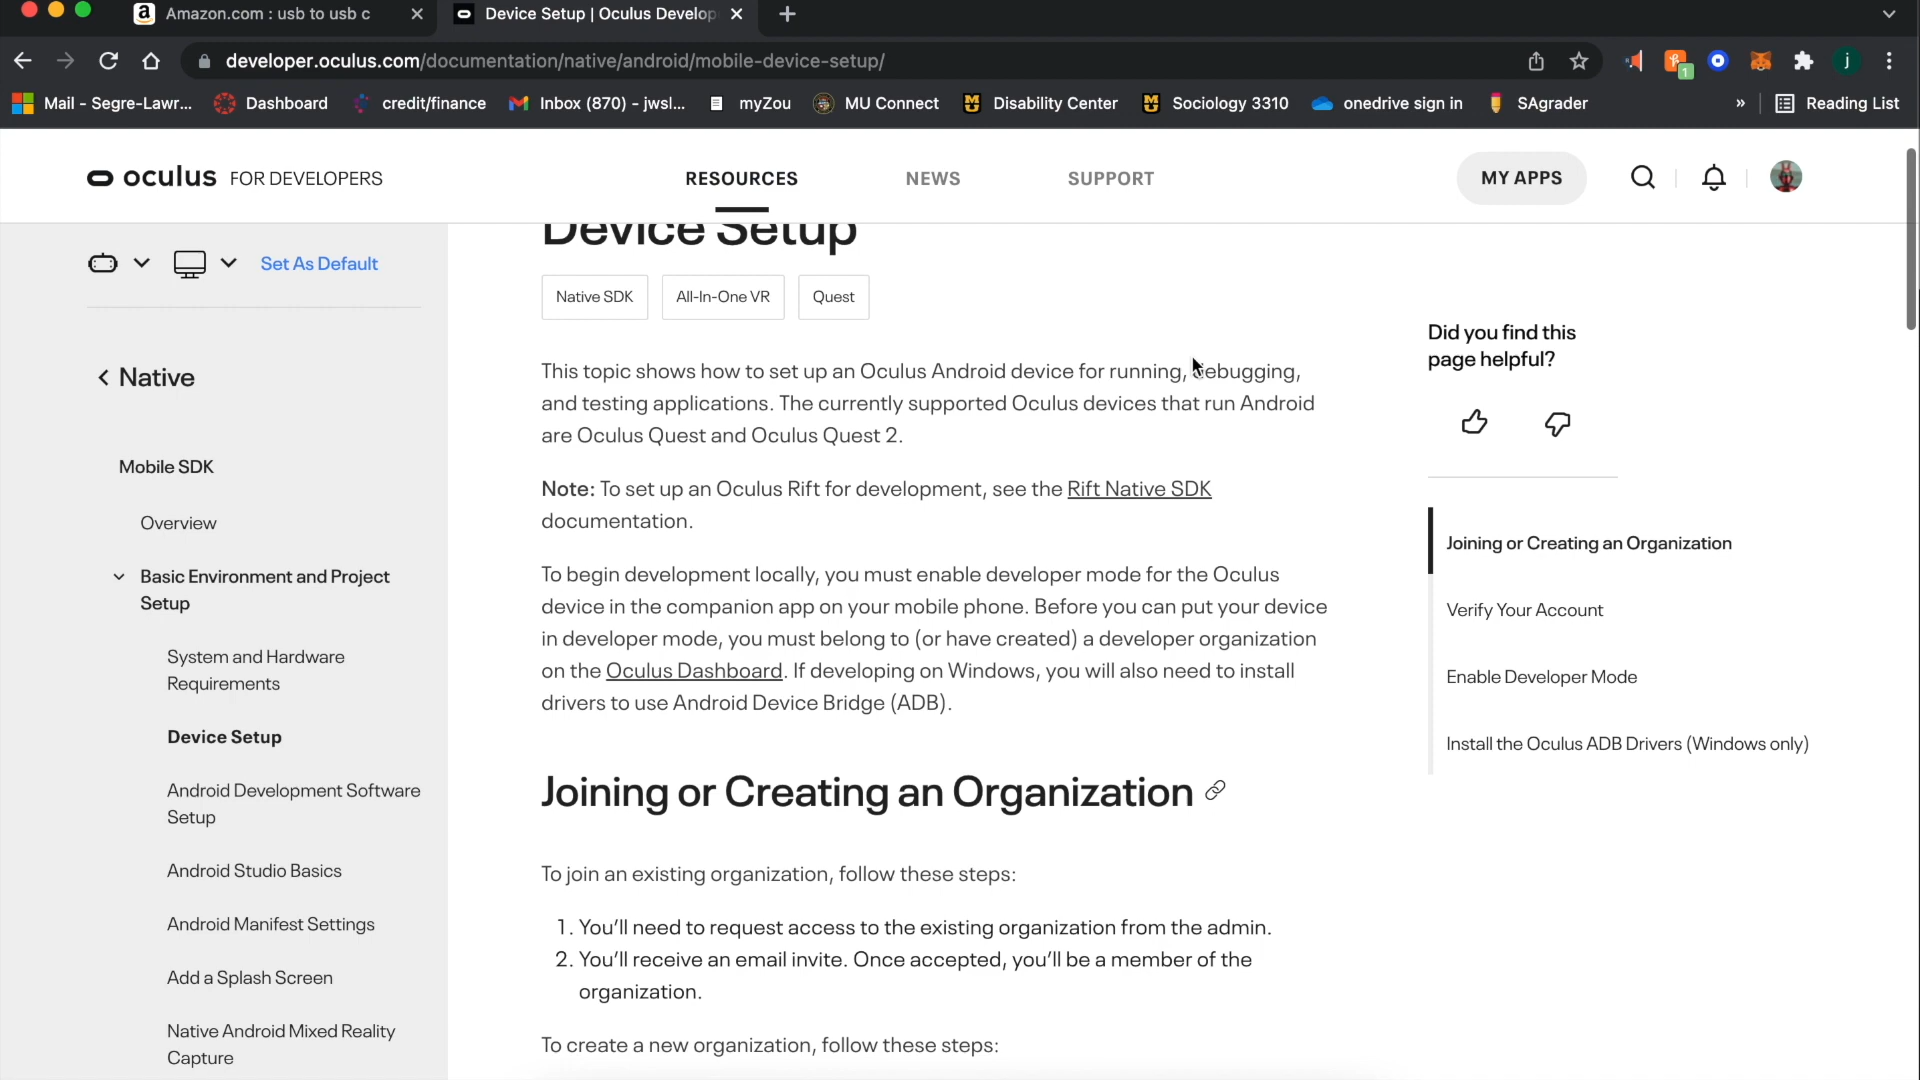 Amazon.com : usb to usb c
Device Setup | Oculus Develop
developer.oculus.com/documentation/native/android/mobile-device-setup/
1
j
Mail - Segre-Lawr...
Dashboard
credit/finance
Inbox (870) - jwsl...
myZou
MU Connect
Disability Center
Sociology 3310
onedrive sign in
SAgrader
»
Reading List
oculus FOR DEVELOPERS
RESOURCES
NEWS
SUPPORT
MY APPS
Set As Default
< Native
Mobile SDK
Overview
Basic Environment and Project
Setup
System and Hardware
Requirements
Device Setup
Android Development Software
Setup
Android Studio Basics
Android Manifest Settings
Add a Splash Screen
Native Android Mixed Reality
Capture
Device Setup
Native SDK
All-In-One VR
Quest
This topic shows how to set up an Oculus Android device for running, debugging,
and testing applications. The currently supported Oculus devices that run Android
are Oculus Quest and Oculus Quest 2.
Note: To set up an Oculus Rift for development, see the Rift Native SDK
documentation.
To begin development locally, you must enable developer mode for the Oculus
device in the companion app on your mobile phone. Before you can put your device
in developer mode, you must belong to (or have created) a developer organization
on the Oculus Dashboard. If developing on Windows, you will also need to install
drivers to use Android Device Bridge (ADB).
Joining or Creating an Organization
To join an existing organization, follow these steps:
1. You’ll need to request access to the existing organization from the admin.
2. You’ll receive an email invite. Once accepted, you’ll be a member of the
organization.
To create a new organization, follow these steps:
Did you find this
page helpful?
Joining or Creating an Organization
Verify Your Account
Enable Developer Mode
Install the Oculus ADB Drivers (Windows only)